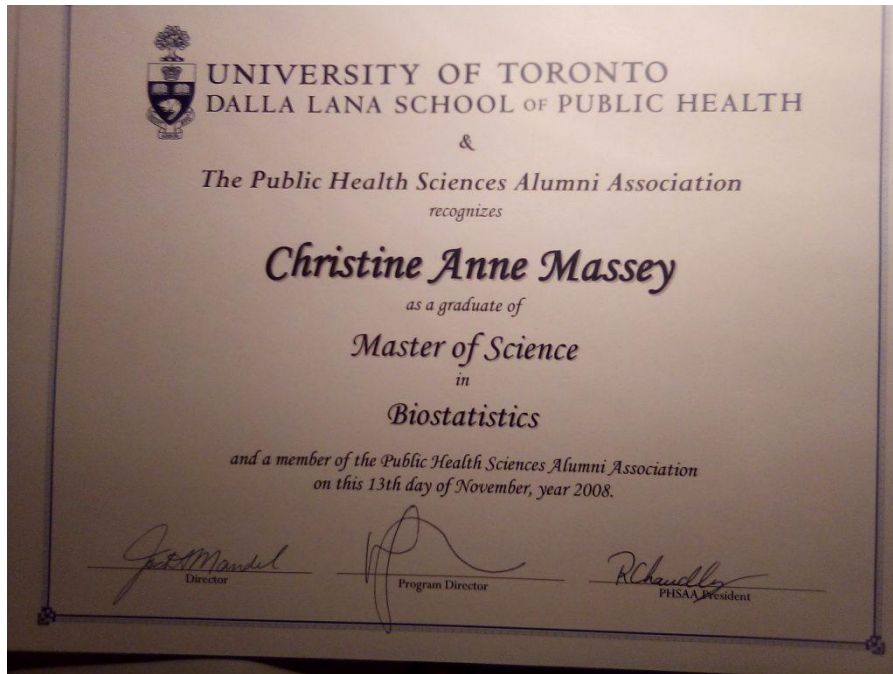 UNIVERSITY OF TORONTO
DALLA LANA SCHOOL OF PUBLIC HEALTH
&
The Public Health Sciences Alumni Association
recognizes
Christine Anne Massey
as a graduate of
Master of Science
in
Biostatistics
and a member of the Public Health Sciences Alumni Association
on this 13th day of November, year 2008.
Mandel
RChandler
Director
Program Director
PHSAA President